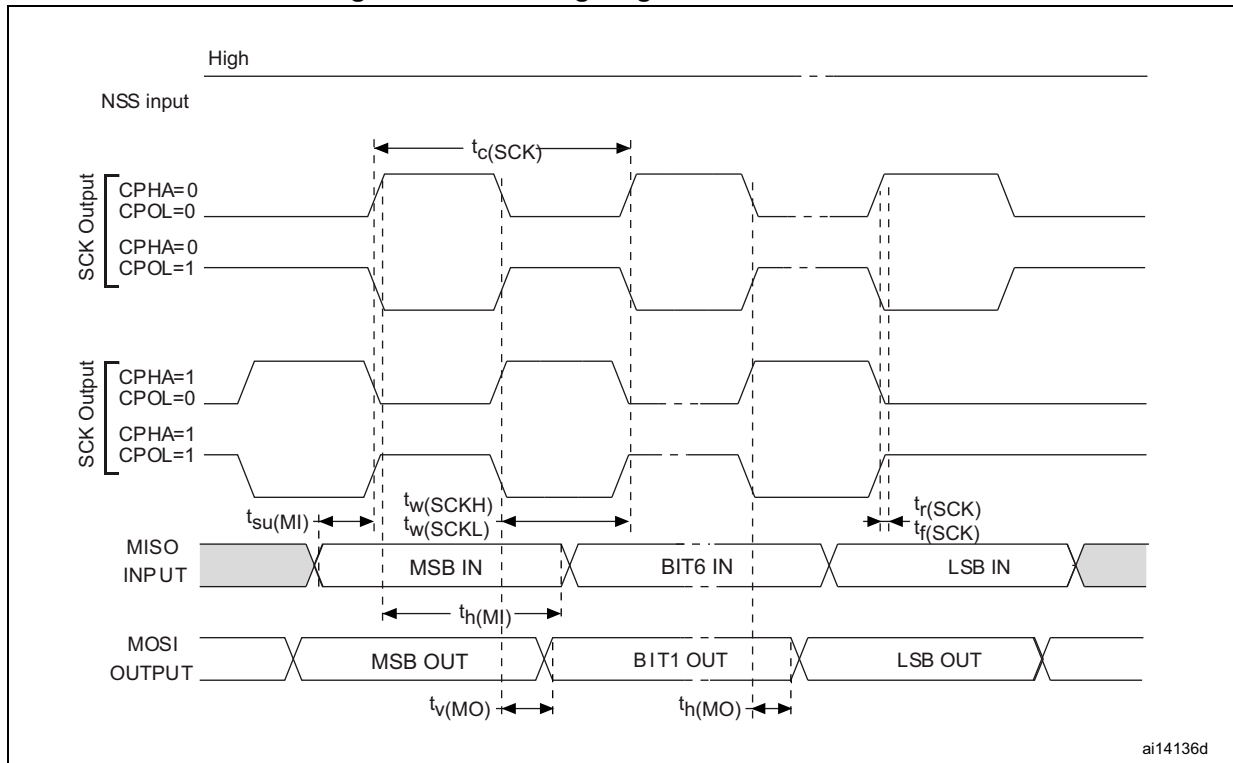 High
NSS input
tc(SCK)
SCK Output
CPHA=0
CPOL=0
CPHA=0
CPOL=1
SCK Output
CPHA=1
CPOL=0
CPHA=1
CPOL=1
tsu(MI)
tw(SCKH)
tw(SCKL)
tr(SCK)
tf(SCK)
MISO
INPUT
MSB IN
BIT6 IN
LSB IN
th(MI)
MOSI
OUTPUT
MSB OUT
BIT1 OUT
LSB OUT
tv(MO)
th(MO)
ai14136d